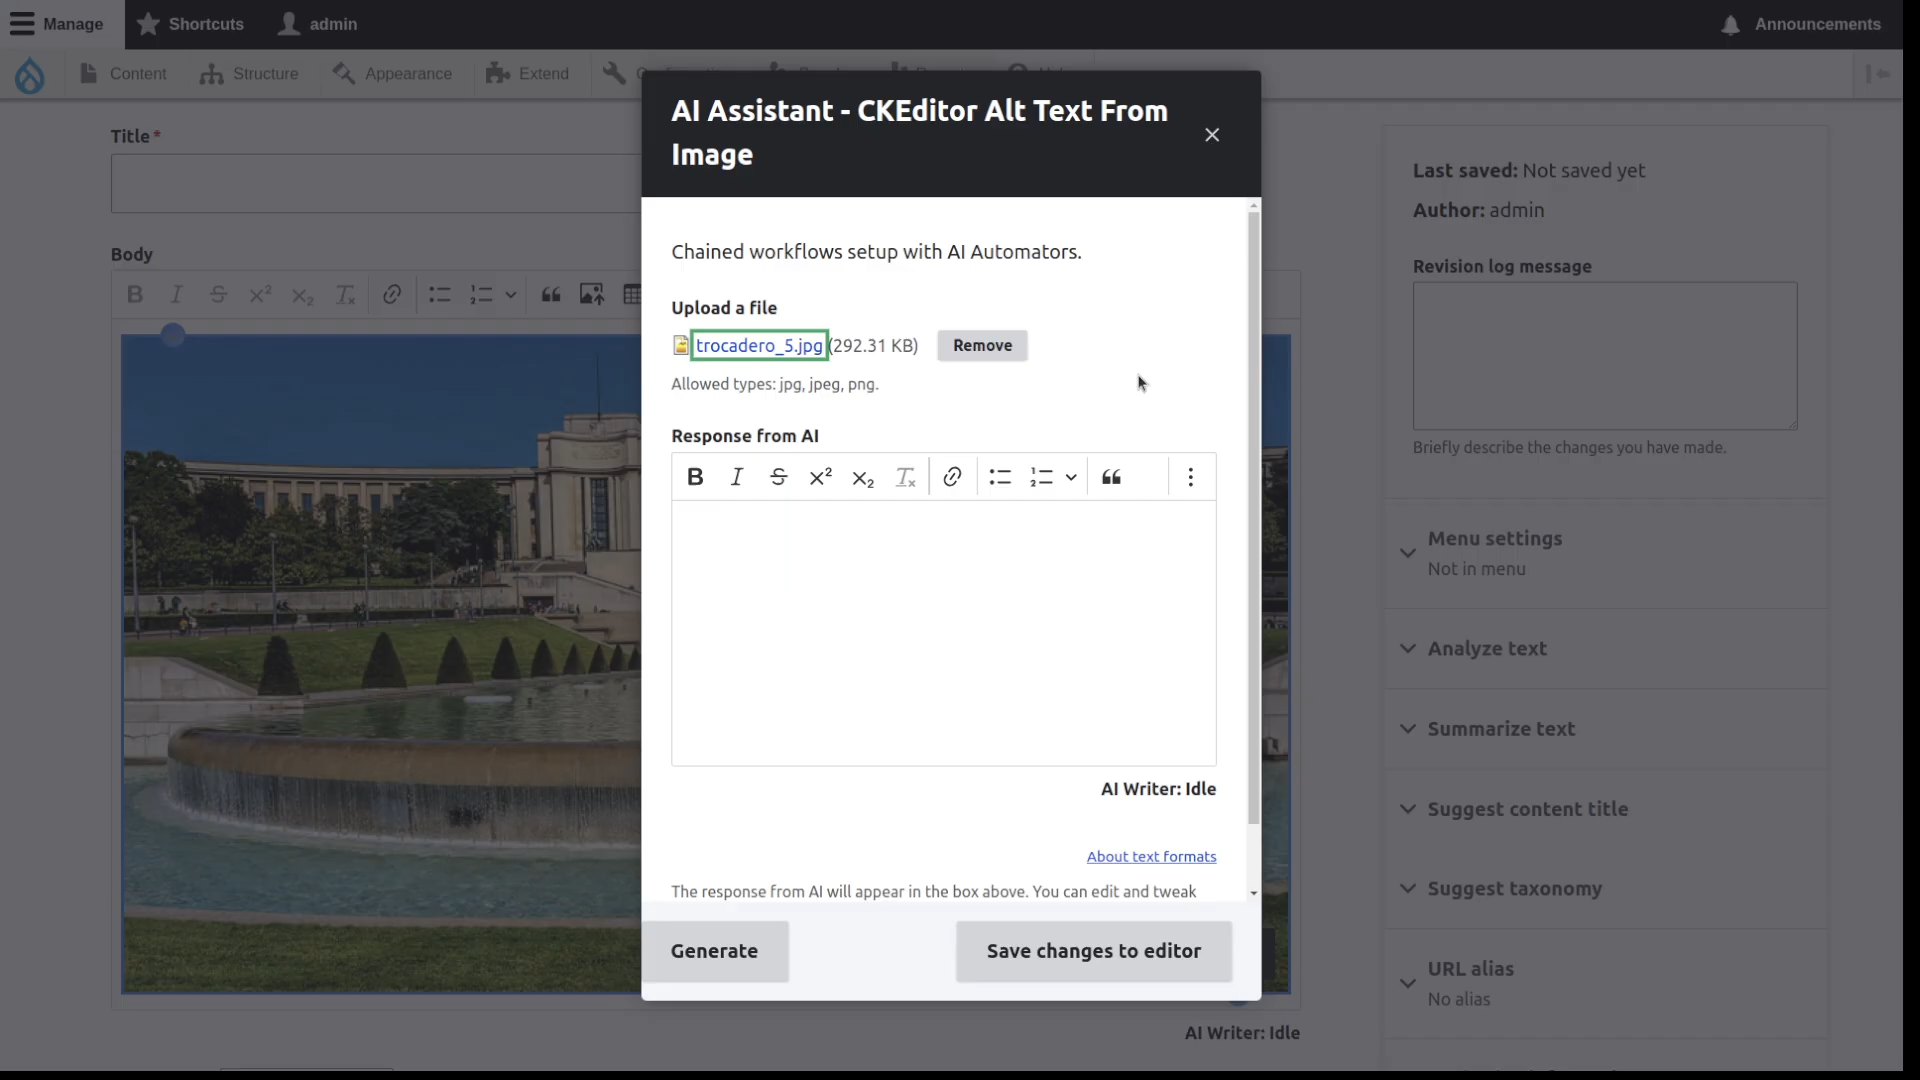 Manage
Shortcuts
admin
Announcements
Content
Structure
Appearance
Extend
AI Assistant - CKEditor Alt Text From
Image
Title*
Body
Chained workflows setup with AI Automators.
Upload a file
trocadero_5.jpg (292.31 KB)
Remove
Allowed types: jpg, jpeg, png.
Response from AI
AI Writer: Idle
About text formats
The response from AI will appear in the box above. You can edit and tweak
Generate
Save changes to editor
AI Writer: Idle
Last saved: Not saved yet
Author: admin
Revision log message
Briefly describe the changes you have made.
Menu settings
Not in menu
Analyze text
Summarize text
Suggest content title
Suggest taxonomy
URL alias
No alias